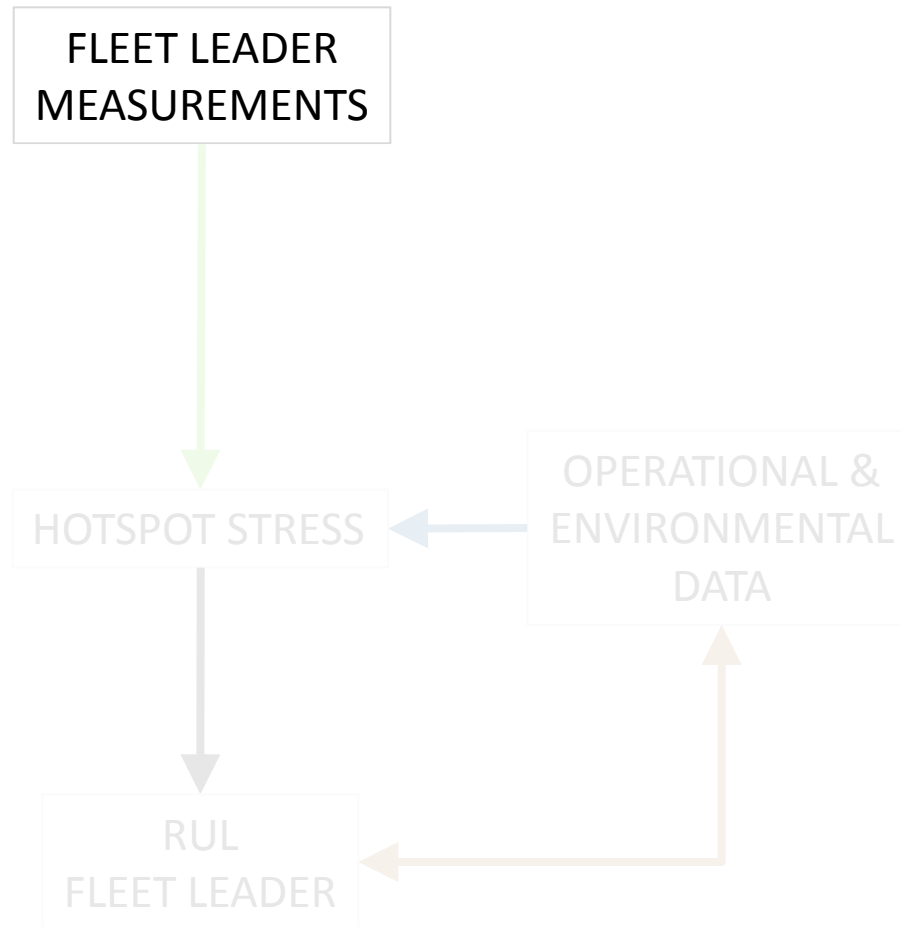 FLEET LEADER
MEASUREMENTS
HOTSPOT STRESS
OPERATIONAL &
ENVIRONMENTAL
DATA
RUL
FLEET LEADER